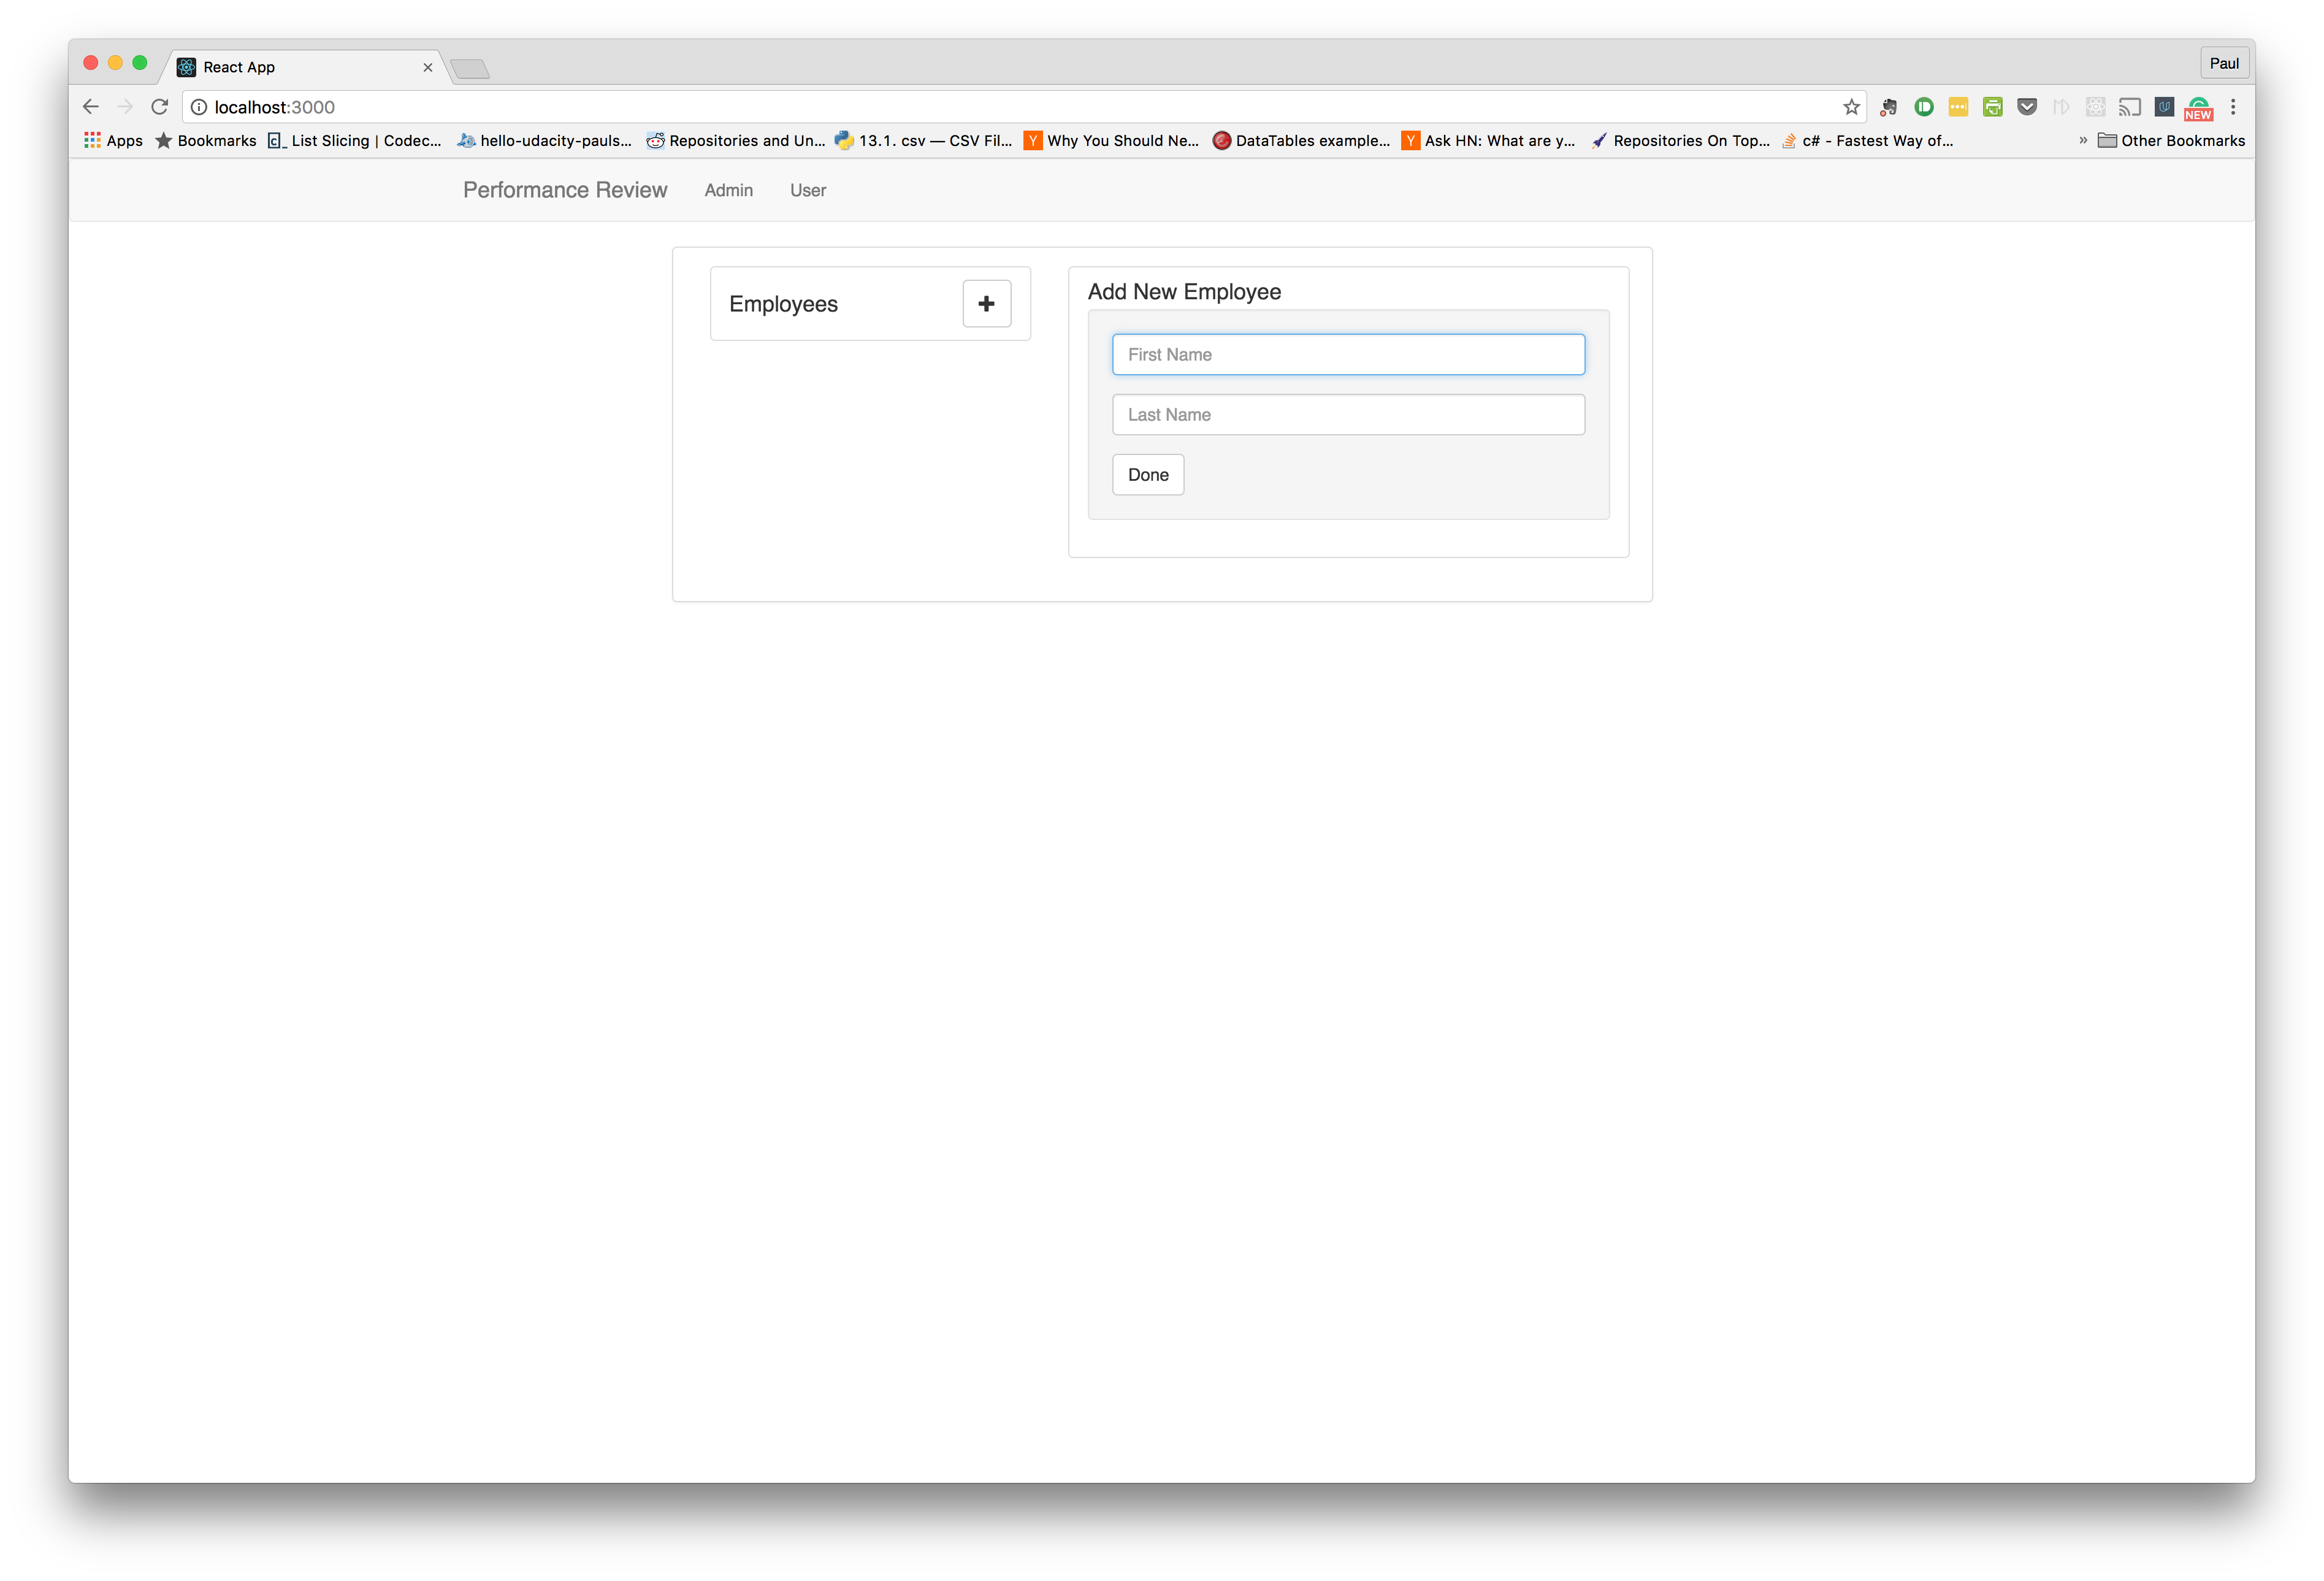 React App
Paul
localhost:3000
NEW
Apps Bookmarks List Slicing | Codec... hello-udacity-pauls... Repositories and Un... 13.1. csv — CSV Fil... Why You Should Ne... DataTables example... Ask HN: What are y... Repositories On Top... c# - Fastest Way of... » Other Bookmarks
Performance Review Admin User
Employees
Add New Employee
First Name
Last Name
Done